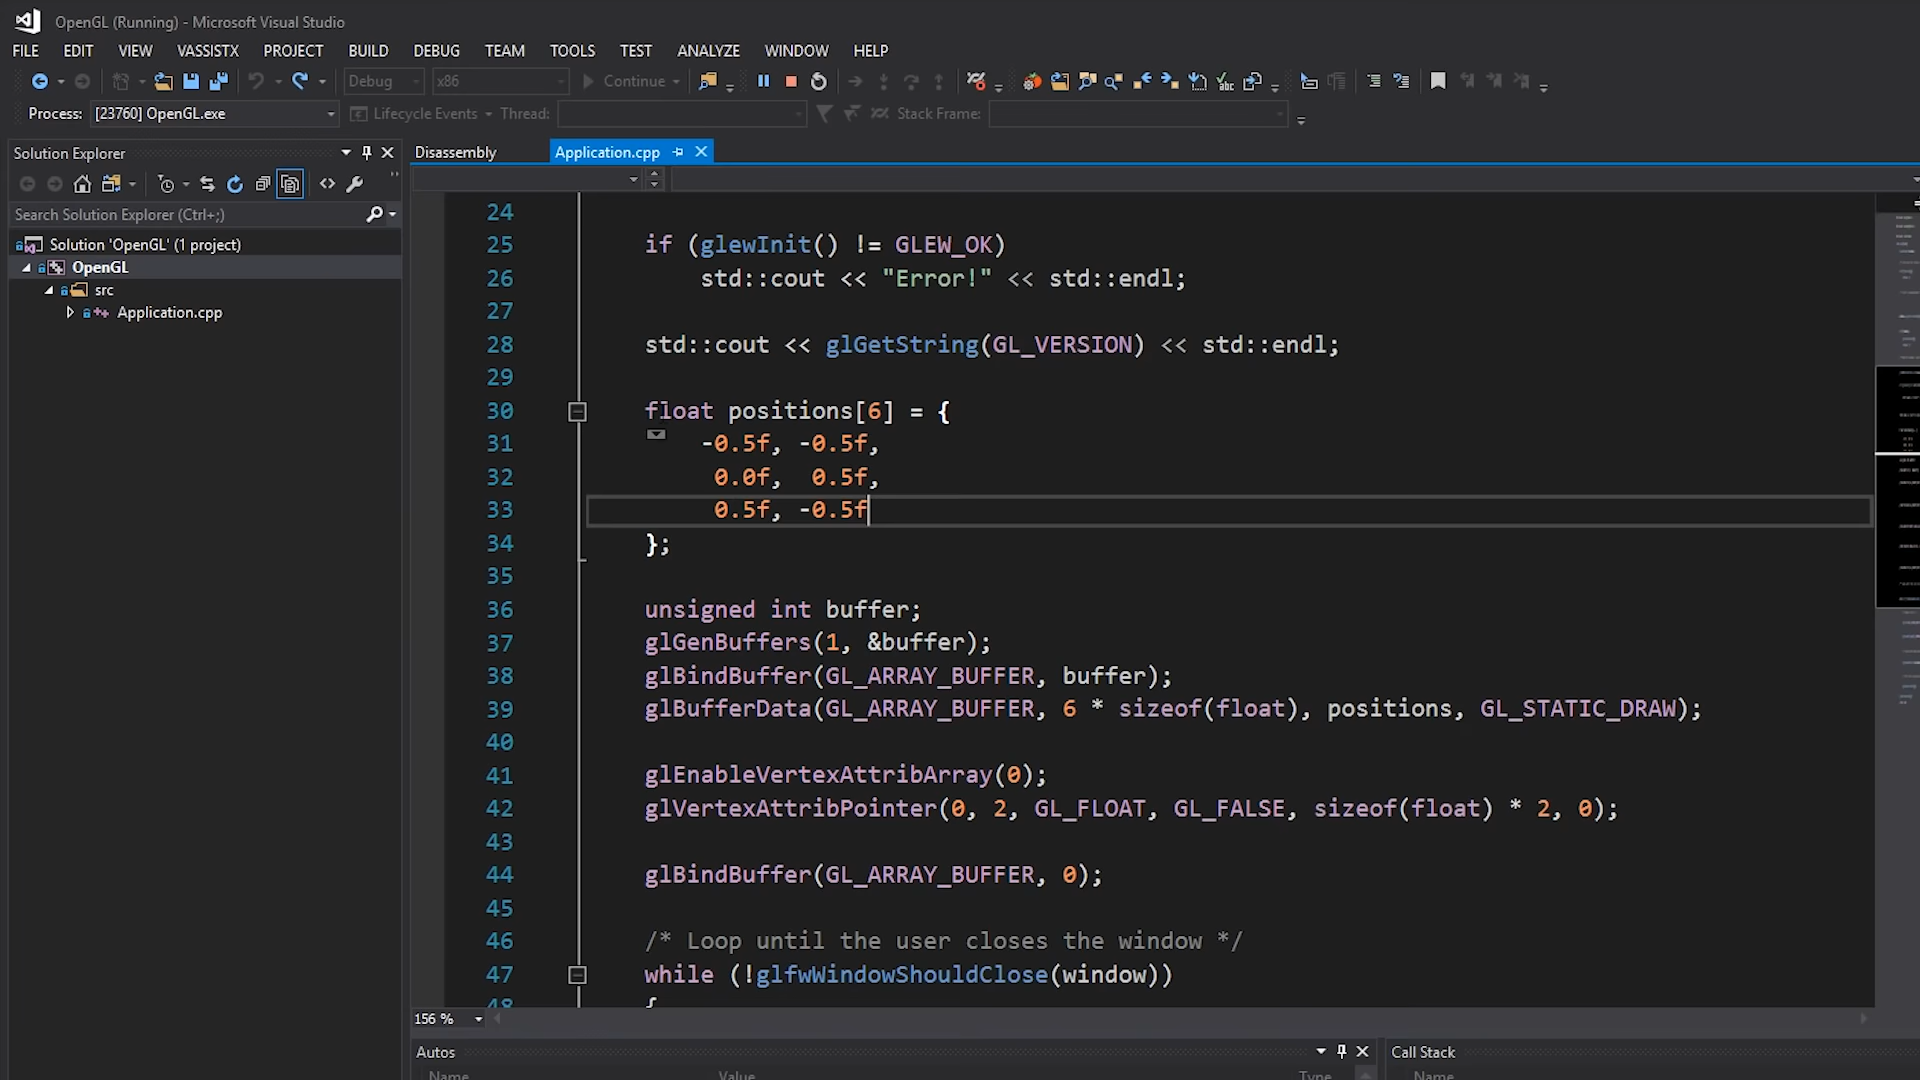 OpenGL (Running) - Microsoft Visual Studio
FILE EDIT VIEW VASSISTX PROJECT BUILD DEBUG TEAM TOOLS TEST ANALYZE WINDOW HELP
Debug x86 Continue
Process: [23760] OpenGL.exe Lifecycle Events Thread: Stack Frame:
Solution Explorer
Disassembly Application.cpp
Search Solution Explorer (Ctrl+;)
Solution 'OpenGL' (1 project)
OpenGL
src
Application.cpp
24
25 if (glewInit() != GLEW_OK)
26 std::cout << "Error!" << std::endl;
27
28 std::cout << glGetString(GL_VERSION) << std::endl;
29
30 float positions[6] = {
31 -0.5f, -0.5f,
32 0.0f, 0.5f,
33 0.5f, -0.5f
34 };
35
36 unsigned int buffer;
37 glGenBuffers(1, &buffer);
38 glBindBuffer(GL_ARRAY_BUFFER, buffer);
39 glBufferData(GL_ARRAY_BUFFER, 6 * sizeof(float), positions, GL_STATIC_DRAW);
40
41 glEnableVertexAttribArray(0);
42 glVertexAttribPointer(0, 2, GL_FLOAT, GL_FALSE, sizeof(float) * 2, 0);
43
44 glBindBuffer(GL_ARRAY_BUFFER, 0);
45
46 /* Loop until the user closes the window */
47 while (!glfwWindowShouldClose(window))
48 {
156 %
Autos Call Stack
Name Value Type Name